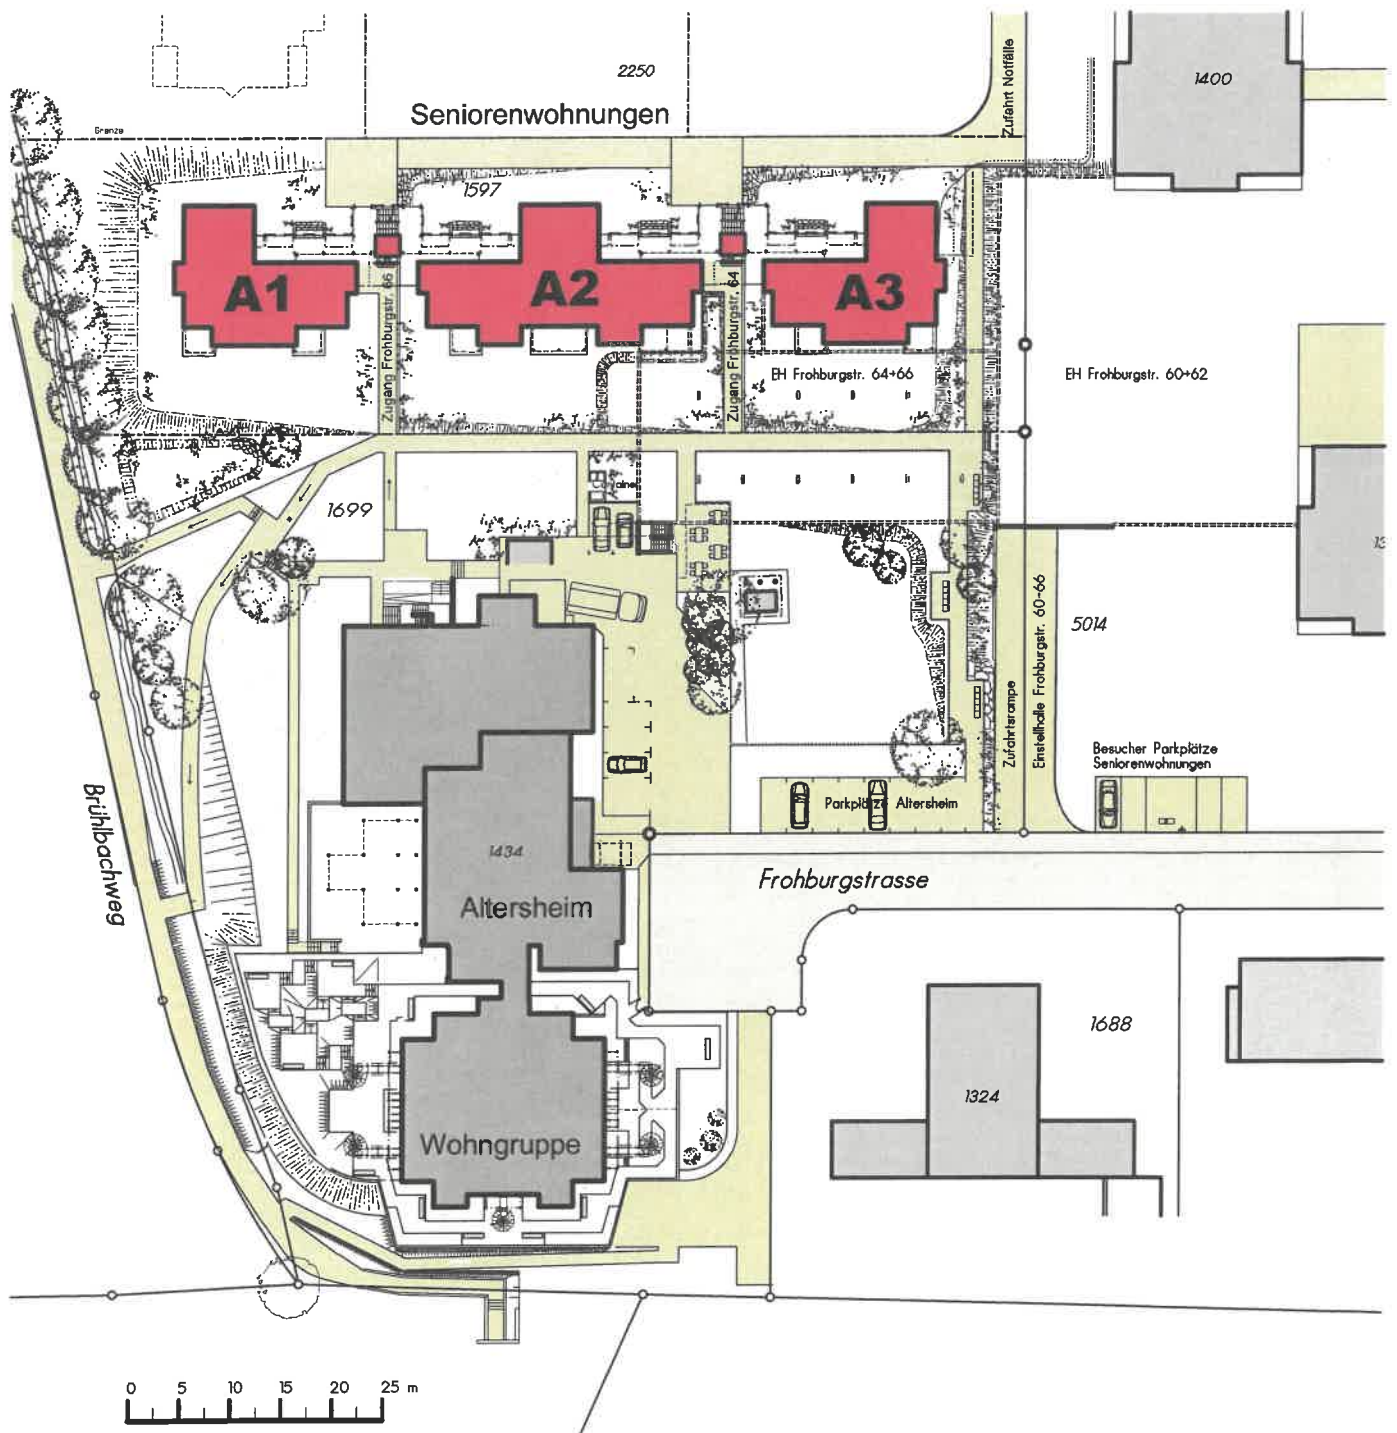 2250
1400
Zufahrt Notfälle
Seniorenwohnungen
Grenze
1597
A1
A2
A3
Zugang Frohburgstr. 66
Zugang Frohburgstr. 64
EH Frohburgstr. 64+66
EH Frohburgstr. 60+62
1699
5014
Zufahrtsrampe
Einstellhalle Frohburgstr. 60-66
Besucher Parkplätze
Seniorenwohnungen
Parkplätze Altersheim
Brühlbachweg
1434
Altersheim
Frohburgstrasse
1688
1324
Wohngruppe
0 5 10 15 20 25 m